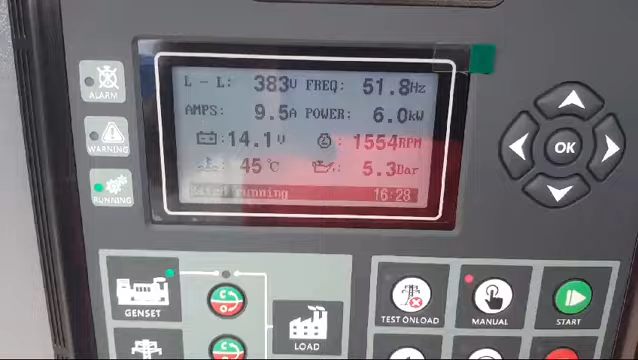 L - L: 383V FREQ: 51.8Hz
AMPS: 9.5A POWER: 6.0kW
:14.1V : 1554RPM
: 45℃ : 5.3Bar
running 16:28
ALARM
WARNING
RUNNING
OK
GENSET
LOAD
TEST ONLOAD
MANUAL
START